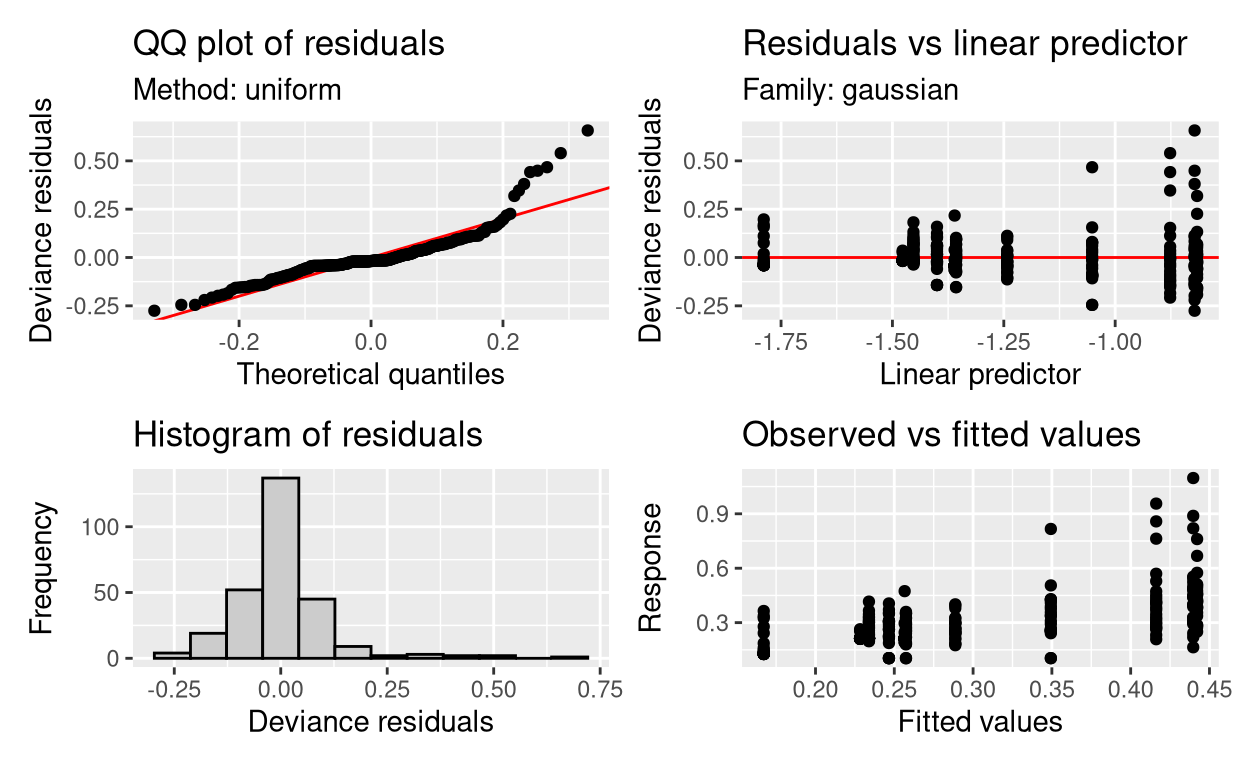 QQ plot of residuals
Method: uniform
Deviance residuals
0.50
0.25
0.00
-0.25
-0.2
0.0
0.2
Theoretical quantiles
Residuals vs linear predictor
Family: gaussian
Deviance residuals
0.50
0.25
0.00
-0.25
-1.75
-1.50
-1.25
-1.00
Linear predictor
Histogram of residuals
Frequency
100
50
0
-0.25
0.00
0.25
0.50
0.75
Deviance residuals
Observed vs fitted values
Response
0.9
0.6
0.3
0.20
0.25
0.30
0.35
0.40
0.45
Fitted values